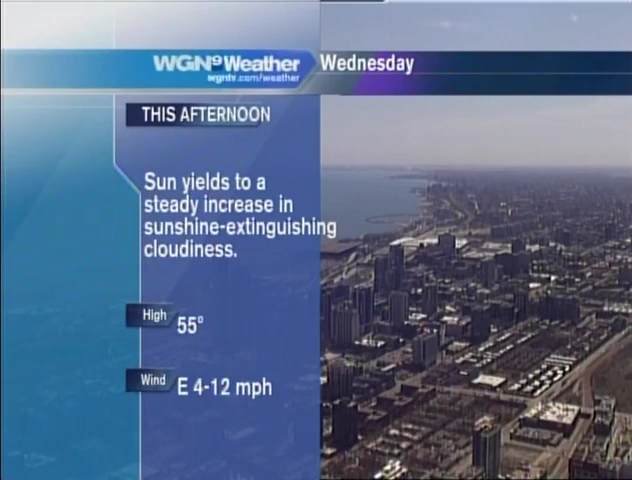 WGN9 Weather
wgntv.com/weather
Wednesday
THIS AFTERNOON
Sun yields to a
steady increase in
sunshine-extinguishing
cloudiness.
High 55°
Wind E 4-12 mph